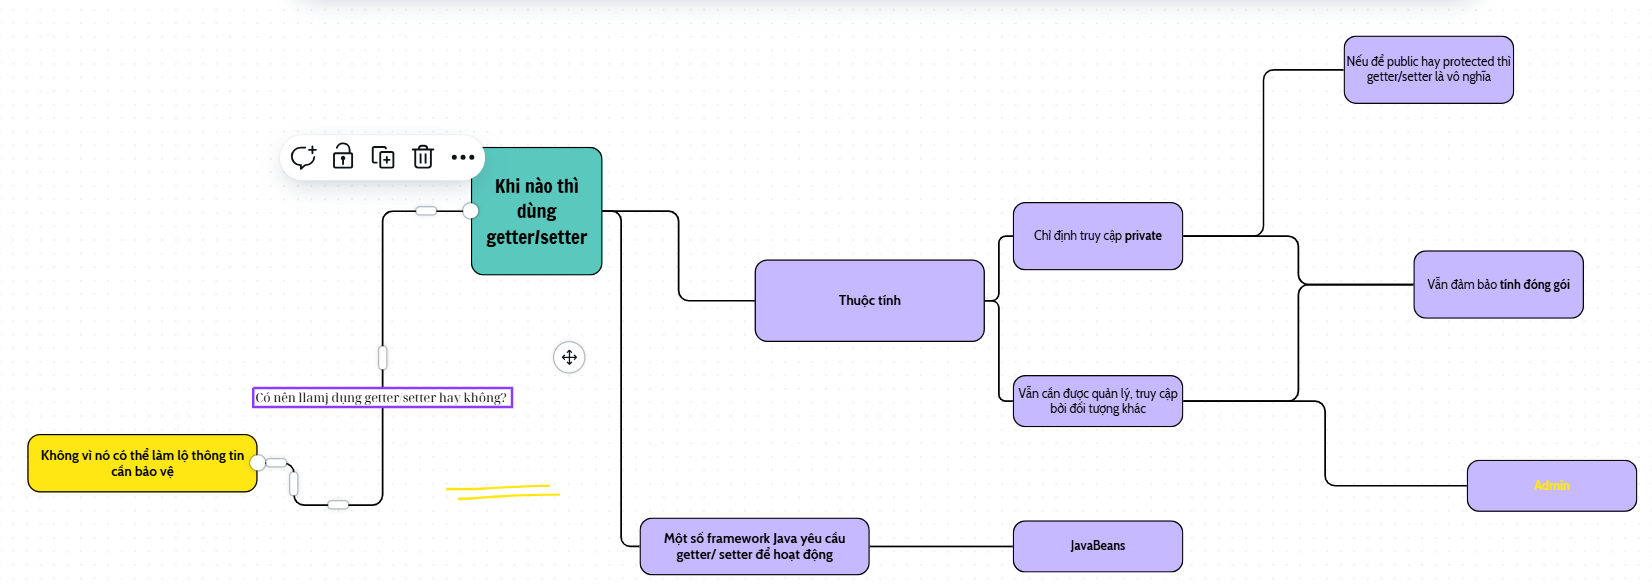 Nếu để public hay protected thì
getter/setter là vô nghĩa
Khi nào thì
dùng
getter/setter
Chỉ định truy cập private
Vẫn đảm bảo tính đóng gói
Thuộc tính
Vẫn cần được quản lý, truy cập
bởi đối tượng khác
Có nên llamj dụng getter/setter hay không?
Không vì nó có thể làm lộ thông tin
cần bảo vệ
Admin
Một số framework Java yêu cầu
getter/ setter để hoạt động
JavaBeans